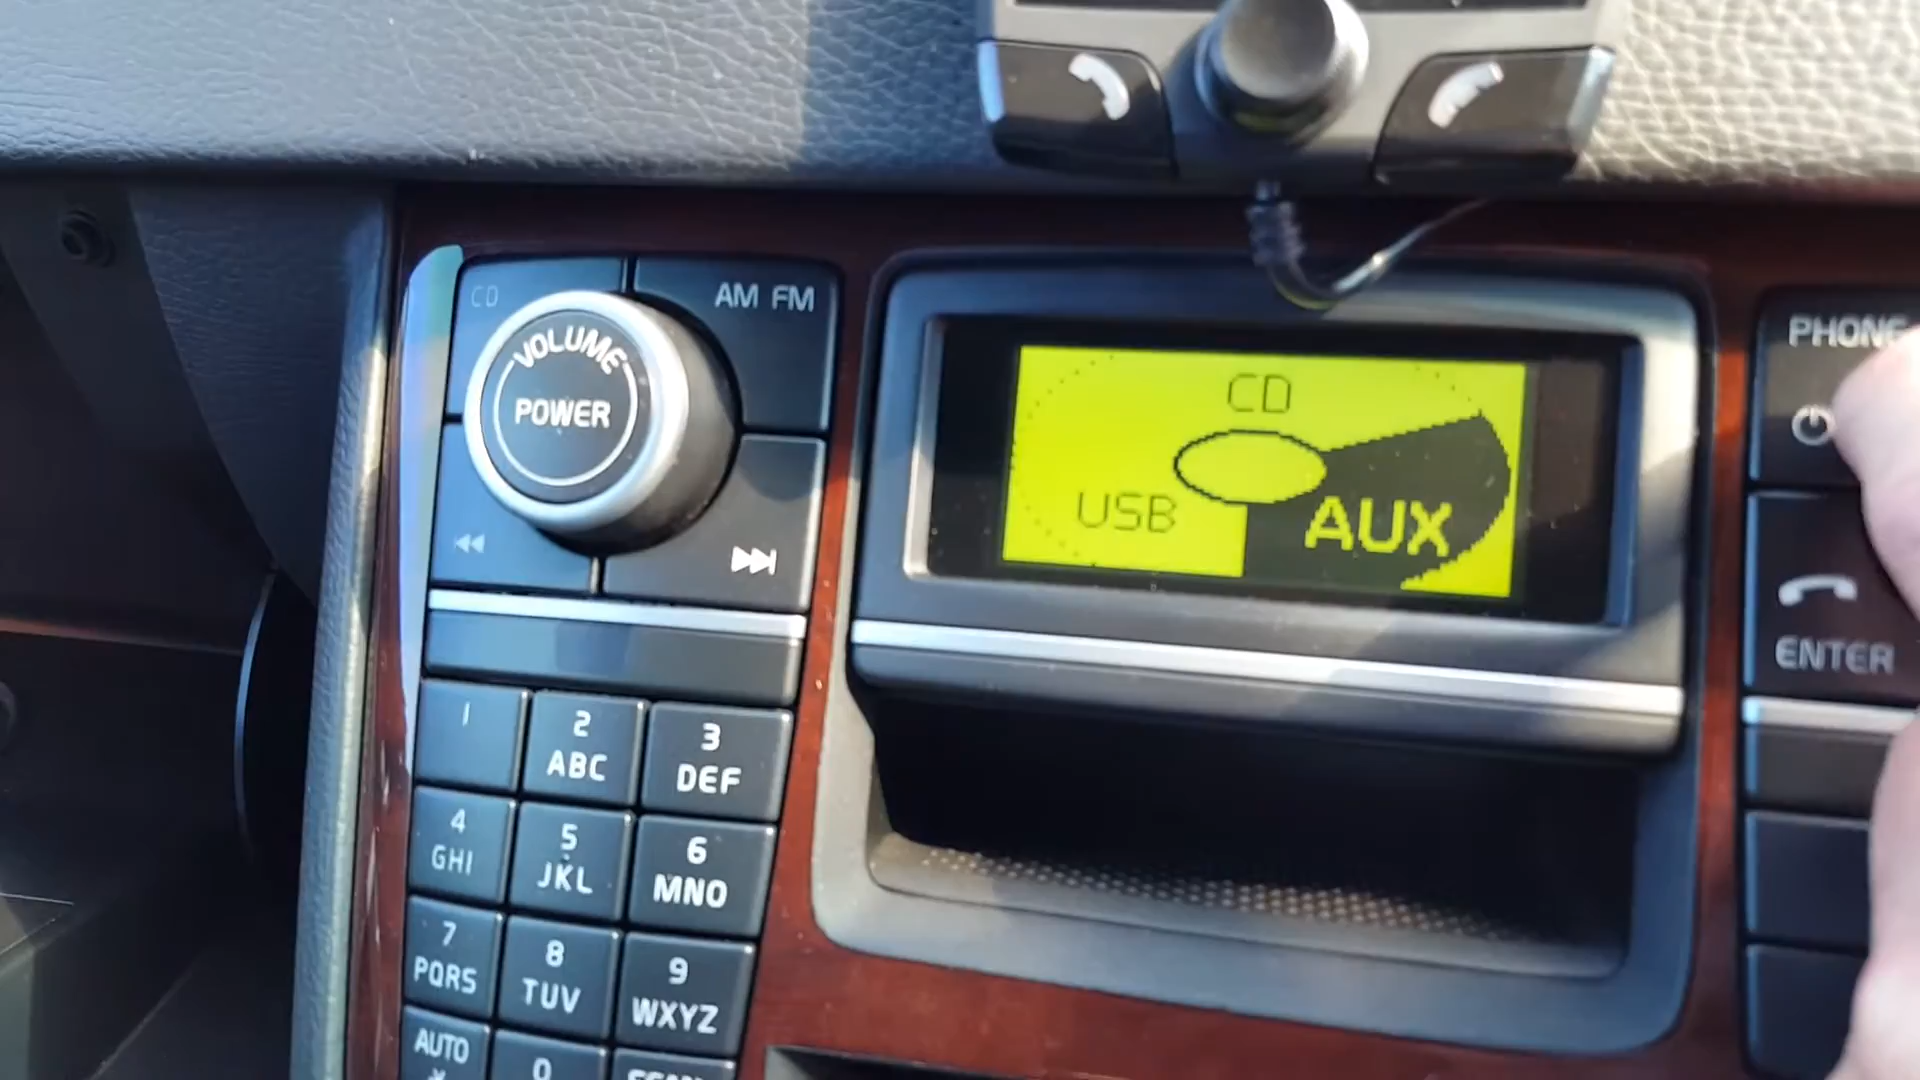 CD
AM FM
VOLUME
POWER
CD
USB
AUX
PHONE
ENTER
1
2
ABC
3
DEF
4
GHI
5
JKL
6
MNO
7
PQRS
8
TUV
9
WXYZ
AUTO
*
0